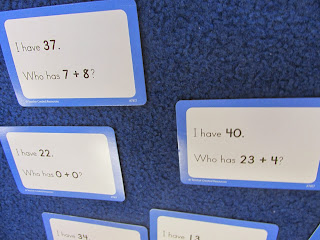 I have 37.
Who has 7 + 8?
I have 40.
Who has 23 + 4?
I have 22.
Who has 0 + 0?
I have 34
I have 13